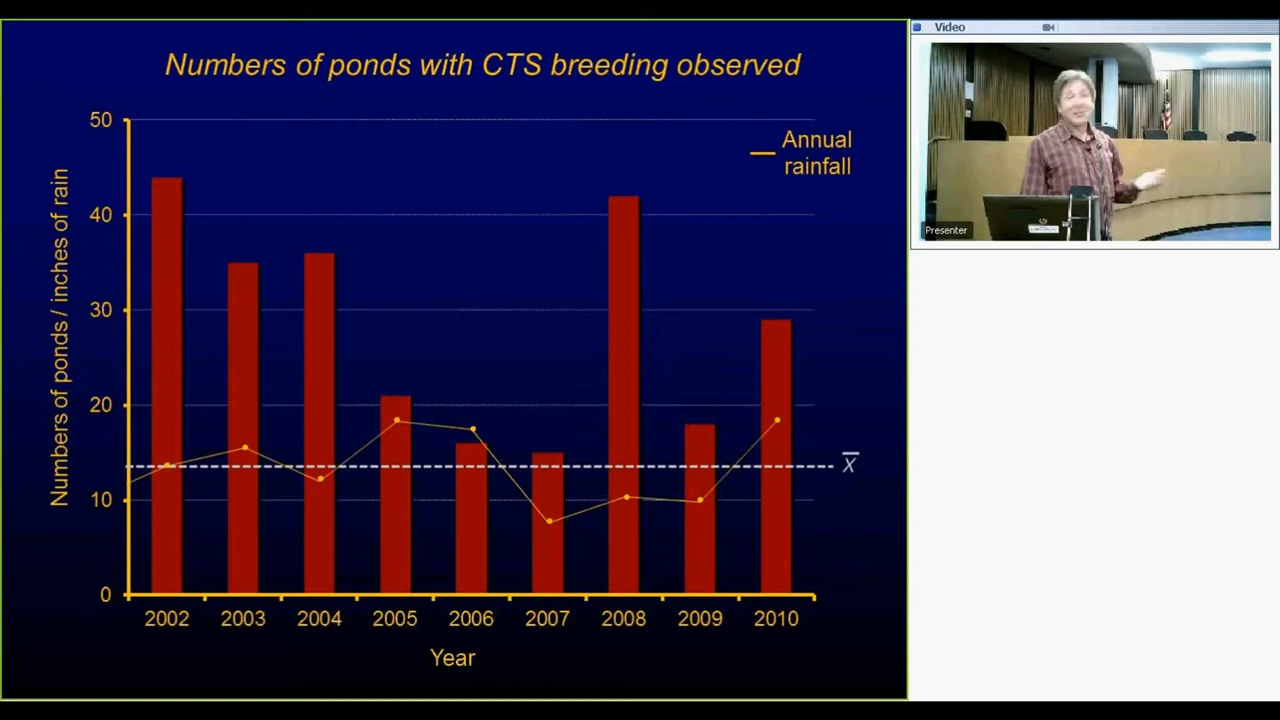 Numbers of ponds with CTS breeding observed
Annual
rainfall
Numbers of ponds / inches of rain
50
40
30
20
10
0
X
2002 2003 2004 2005 2006 2007 2008 2009 2010
Year
Video
Presenter
hp